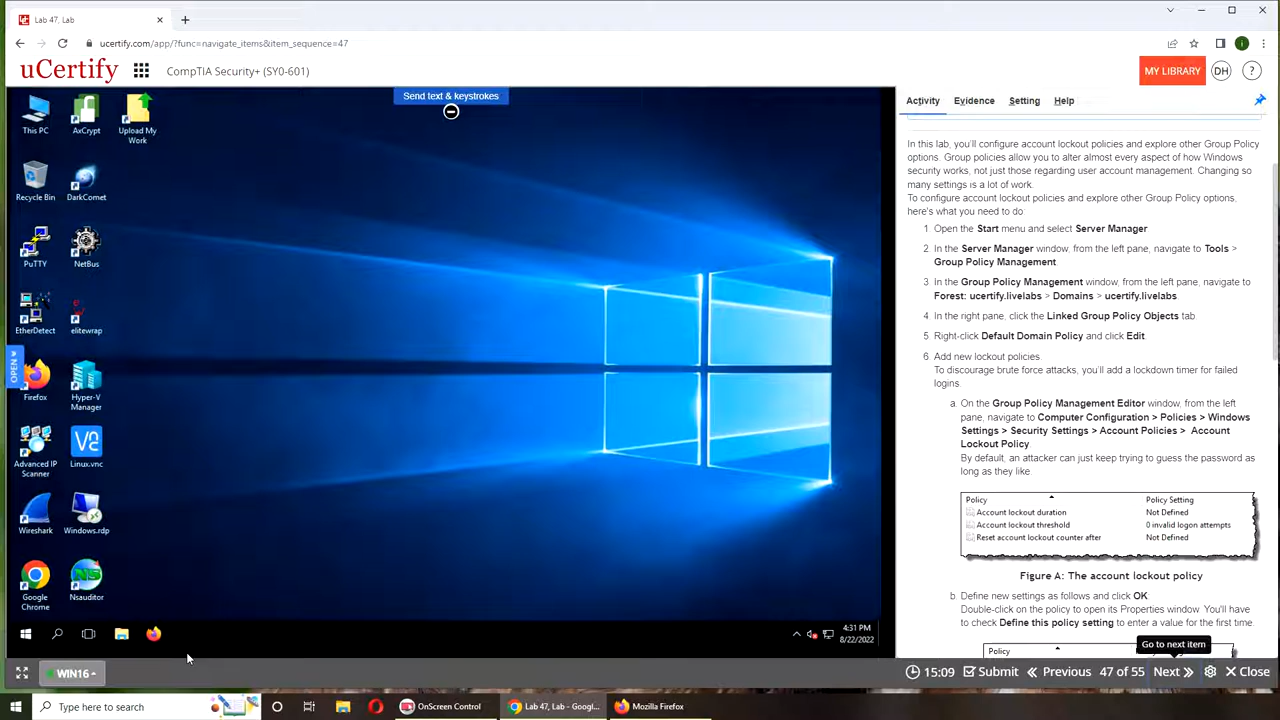 Lab 47, Lab
ucertify.com/app/?func=navigate_items&item_sequence=47
uCertify
CompTIA Security+ (SY0-601)
MY LIBRARY
DH
?
Send text & keystrokes
This PC
AxCrypt
Upload My
Work
Recycle Bin
DarkComet
PuTTY
NetBus
EtherDetect
elitewrap
OPEN
Firefox
Hyper-V
Manager
Advanced IP
Scanner
Linux.vnc
Wireshark
Windows.rdp
Google
Chrome
Nsauditor
4:31 PM
8/22/2022
Activity
Evidence
Setting
Help
In this lab, you'll configure account lockout policies and explore other Group Policy
options. Group policies allow you to alter almost every aspect of how Windows
security works, not just those regarding user account management. Changing so
many settings is a lot of work.
To configure account lockout policies and explore other Group Policy options,
here's what you need to do:
1 Open the Start menu and select Server Manager
2 In the Server Manager window, from the left pane, navigate to Tools >
Group Policy Management.
3 In the Group Policy Management window, from the left pane, navigate to
Forest: ucertify.livelabs > Domains > ucertify.livelabs.
4 In the right pane, click the Linked Group Policy Objects tab.
5 Right-click Default Domain Policy and click Edit.
6 Add new lockout policies.
To discourage brute force attacks, you'll add a lockdown timer for failed
logins.
a. On the Group Policy Management Editor window, from the left
pane, navigate to Computer Configuration > Policies > Windows
Settings > Security Settings > Account Policies > Account
Lockout Policy.
By default, an attacker can just keep trying to guess the password as
long as they like.
Policy
Policy Setting
Account lockout duration
Not Defined
Account lockout threshold
0 invalid logon attempts
Reset account lockout counter after
Not Defined
Figure A: The account lockout policy
b. Define new settings as follows and click OK.
Double-click on the policy to open its Properties window. You'll have
to check Define this policy setting to enter a value for the first time.
Policy
Policy Setting
Go to next item
WIN16
15:09
Submit
Previous
47 of 55
Next
Close
Type here to search
OnScreen Control
Lab 47, Lab - Googl...
Mozilla Firefox